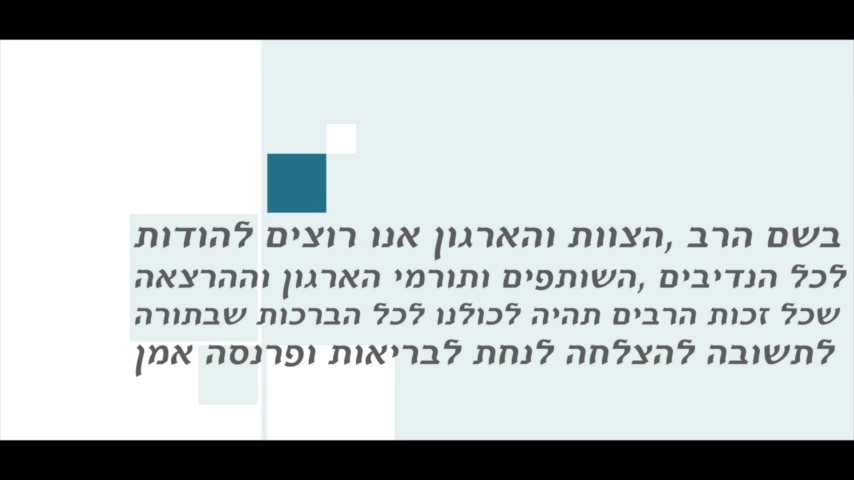 בשם הרב ,הצוות והארגון אנו רוצים להודות
לכל הנדיבים ,השותפים ותורמי הארגון וההרצאה
שכל זכות הרבים תהיה לכולנו לכל הברכות שבתורה
לתשובה להצלחה לנחת לבריאות ופרנסה אמן